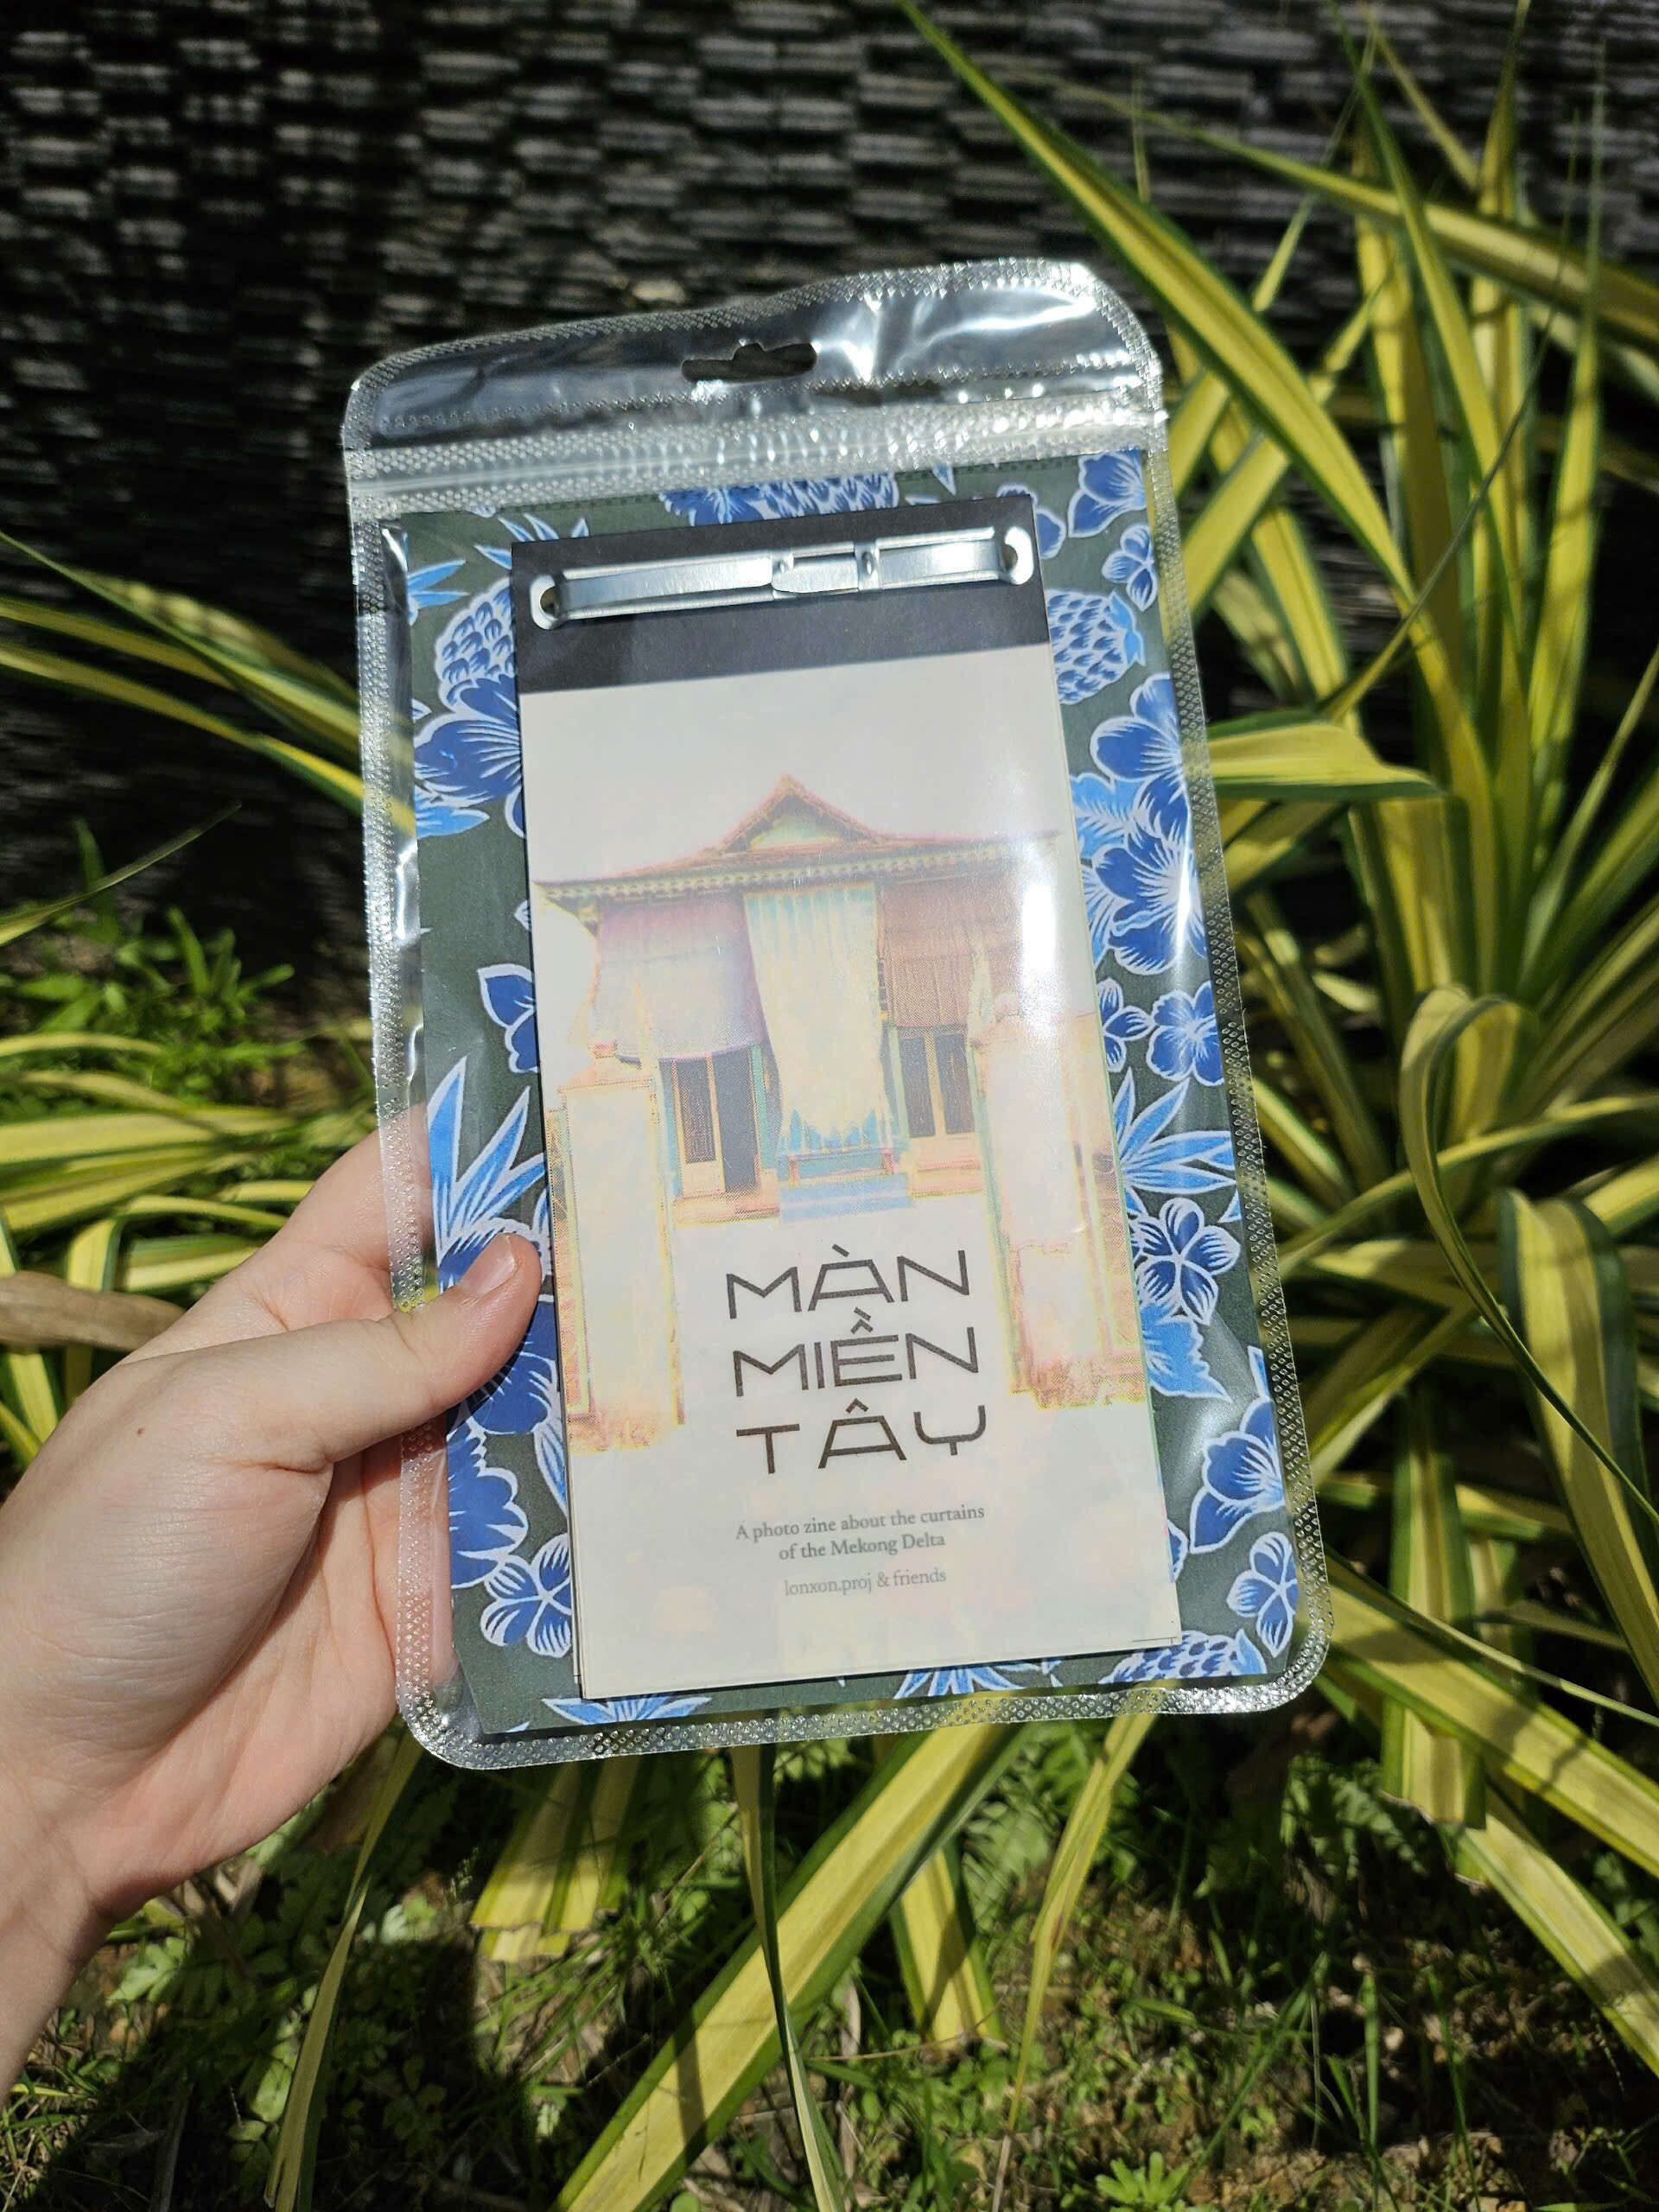 MÀN
MIỀN
TÂY
A photo zine about the curtains
of the Mekong Delta
lonxon.proj & friends